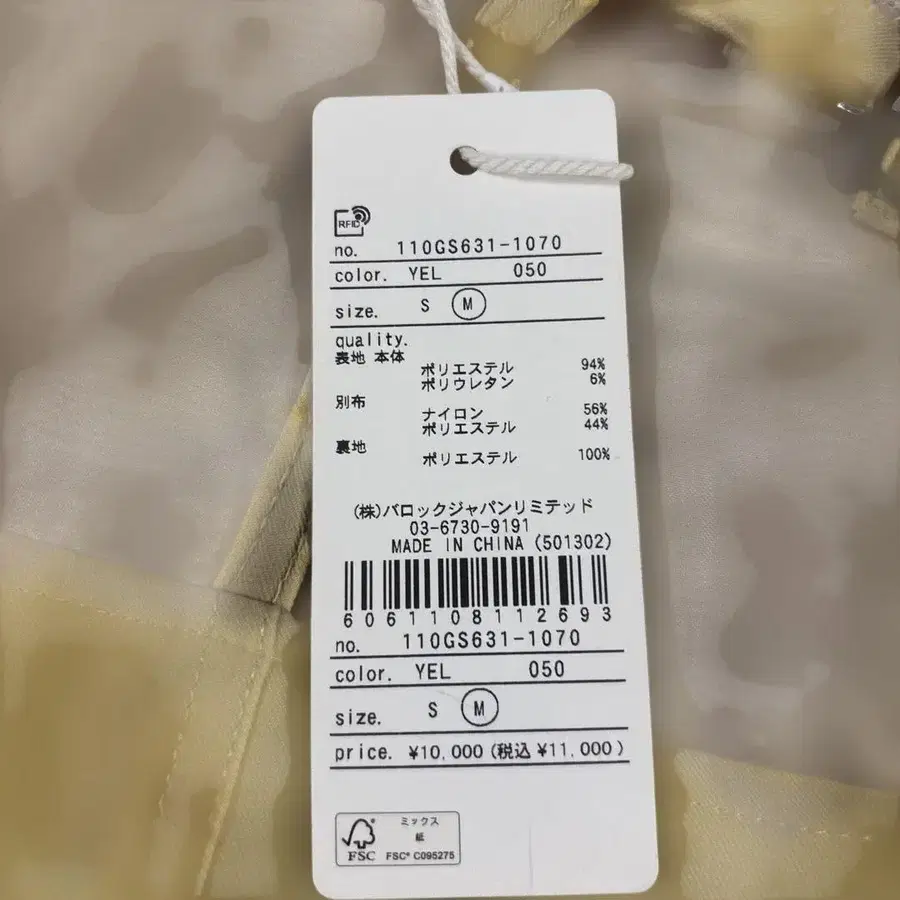 RFID
no. 110GS631-1070
color. YEL 050
size. S M
quality.
表地 本体
ポリエステル 94%
ポリウレタン 6%
別布
ナイロン 56%
ポリエステル 44%
裏地
ポリエステル 100%
(株)バロックジャパンリミテッド
03-6730-9191
MADE IN CHINA (501302)
6061108112693
no. 110GS631-1070
color. YEL 050
size. S M
price. ¥10,000 (税込 ¥11,000)
ミックス
紙
FSC FSC® C095275